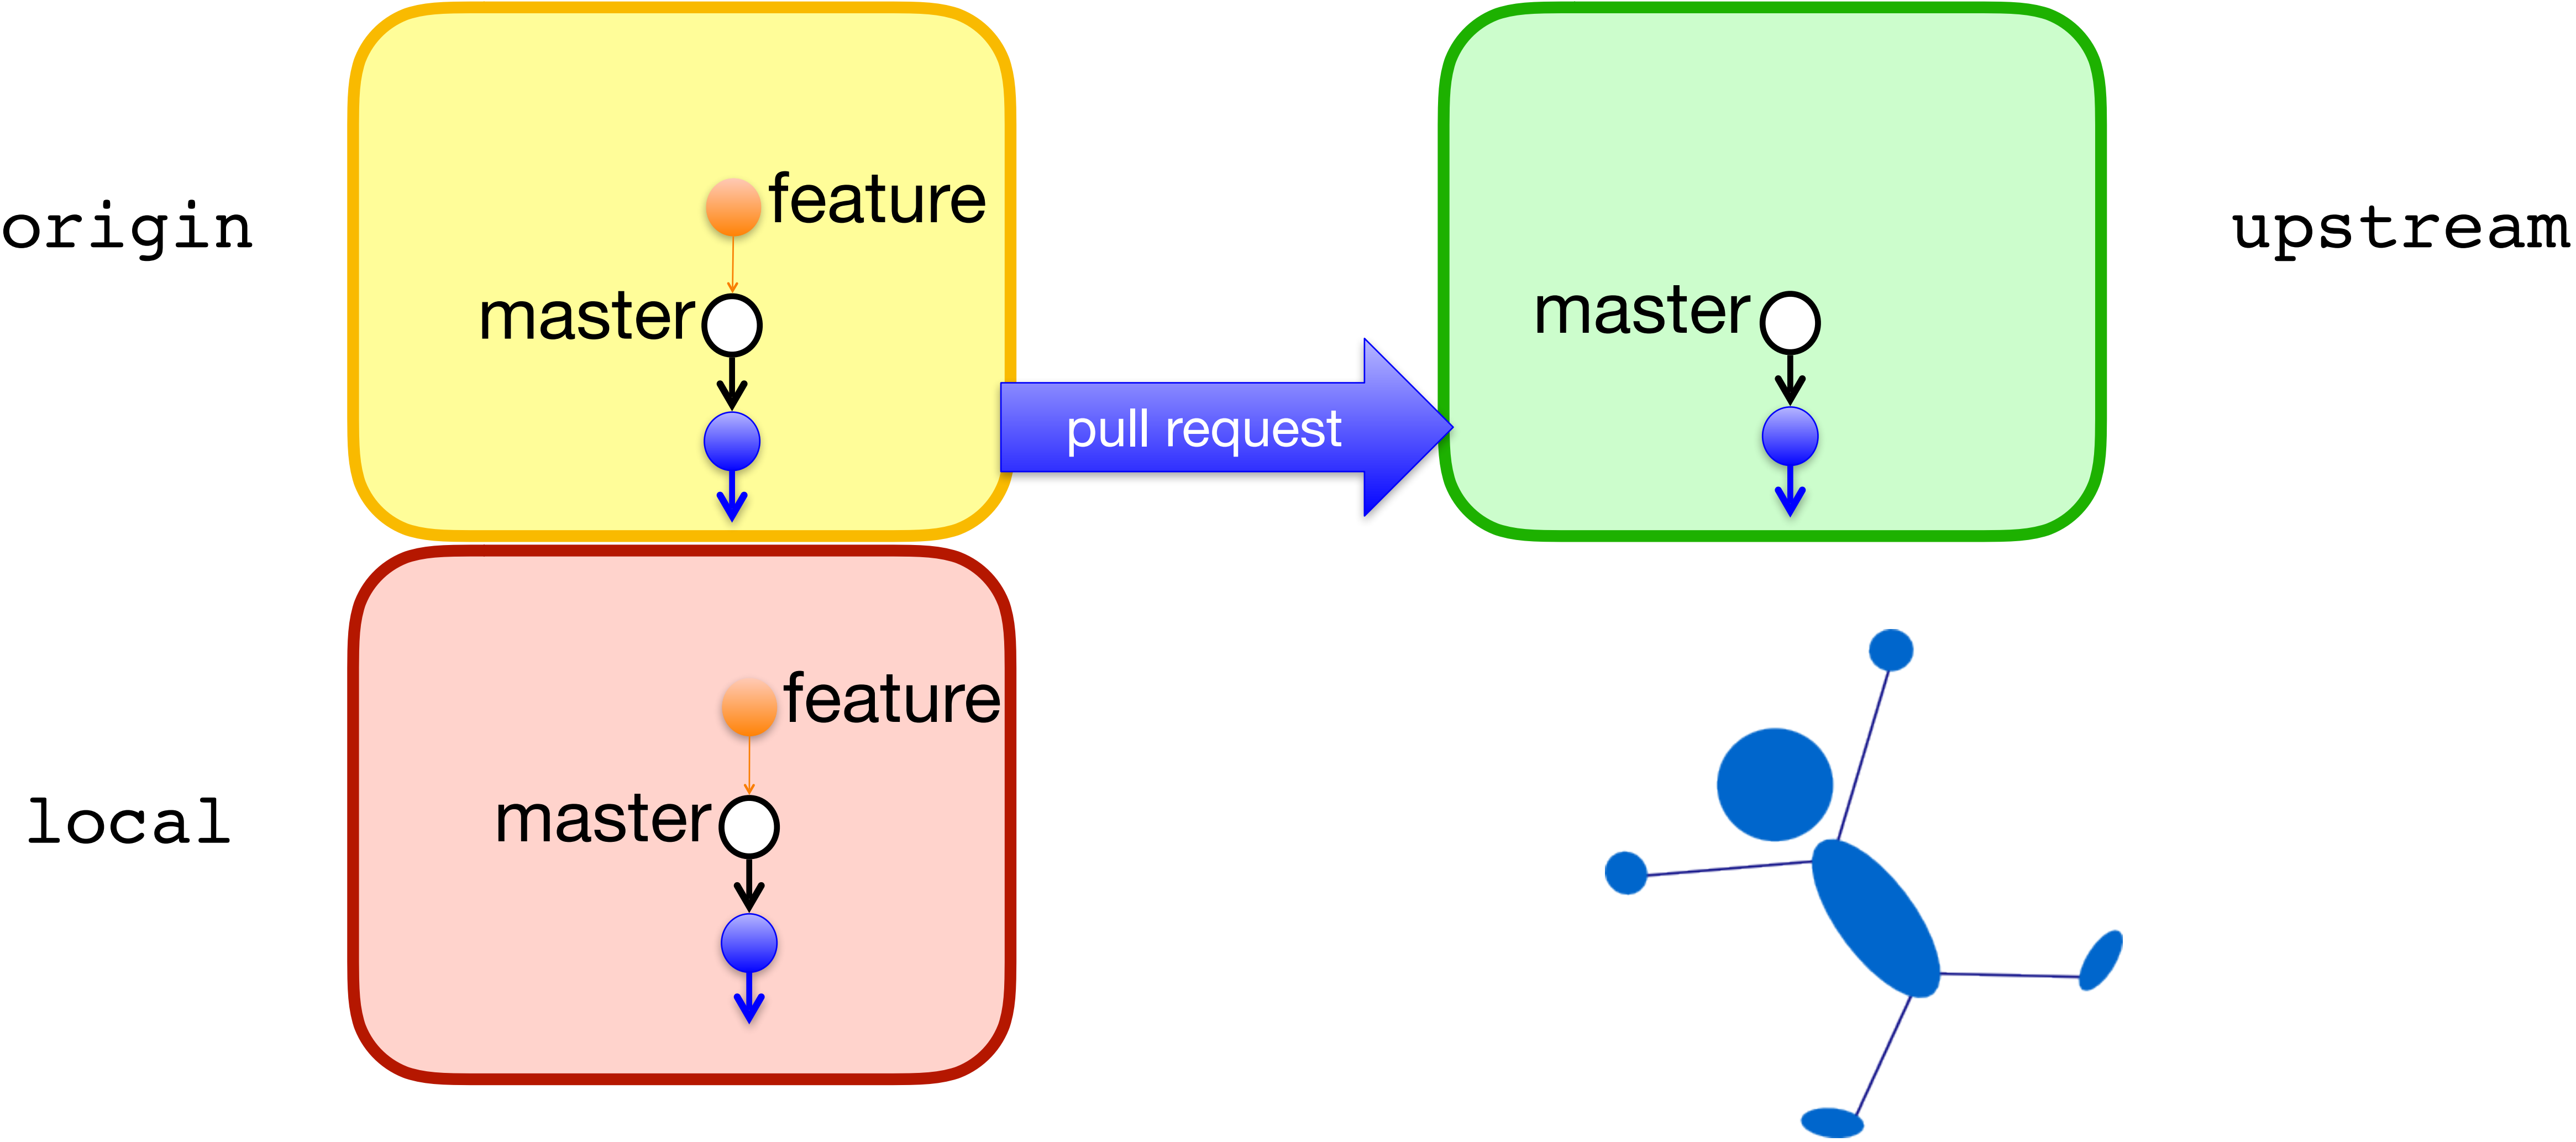 origin
feature
master
pull request
master
upstream
local
feature
master